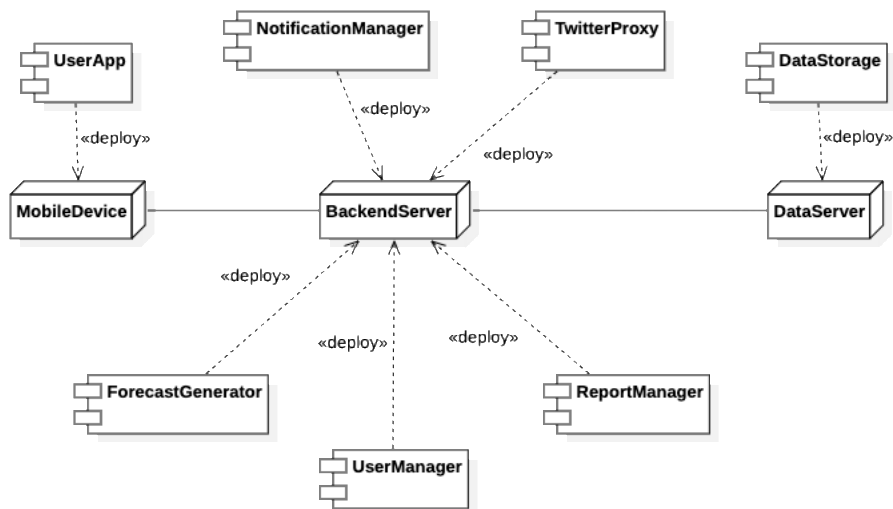 NotificationManager
TwitterProxy
UserApp
DataStorage
«deploy»
«deploy»
«deploy»
«deploy»
MobileDevice
BackendServer
DataServer
«deploy»
«deploy»
«deploy»
ForecastGenerator
ReportManager
UserManager